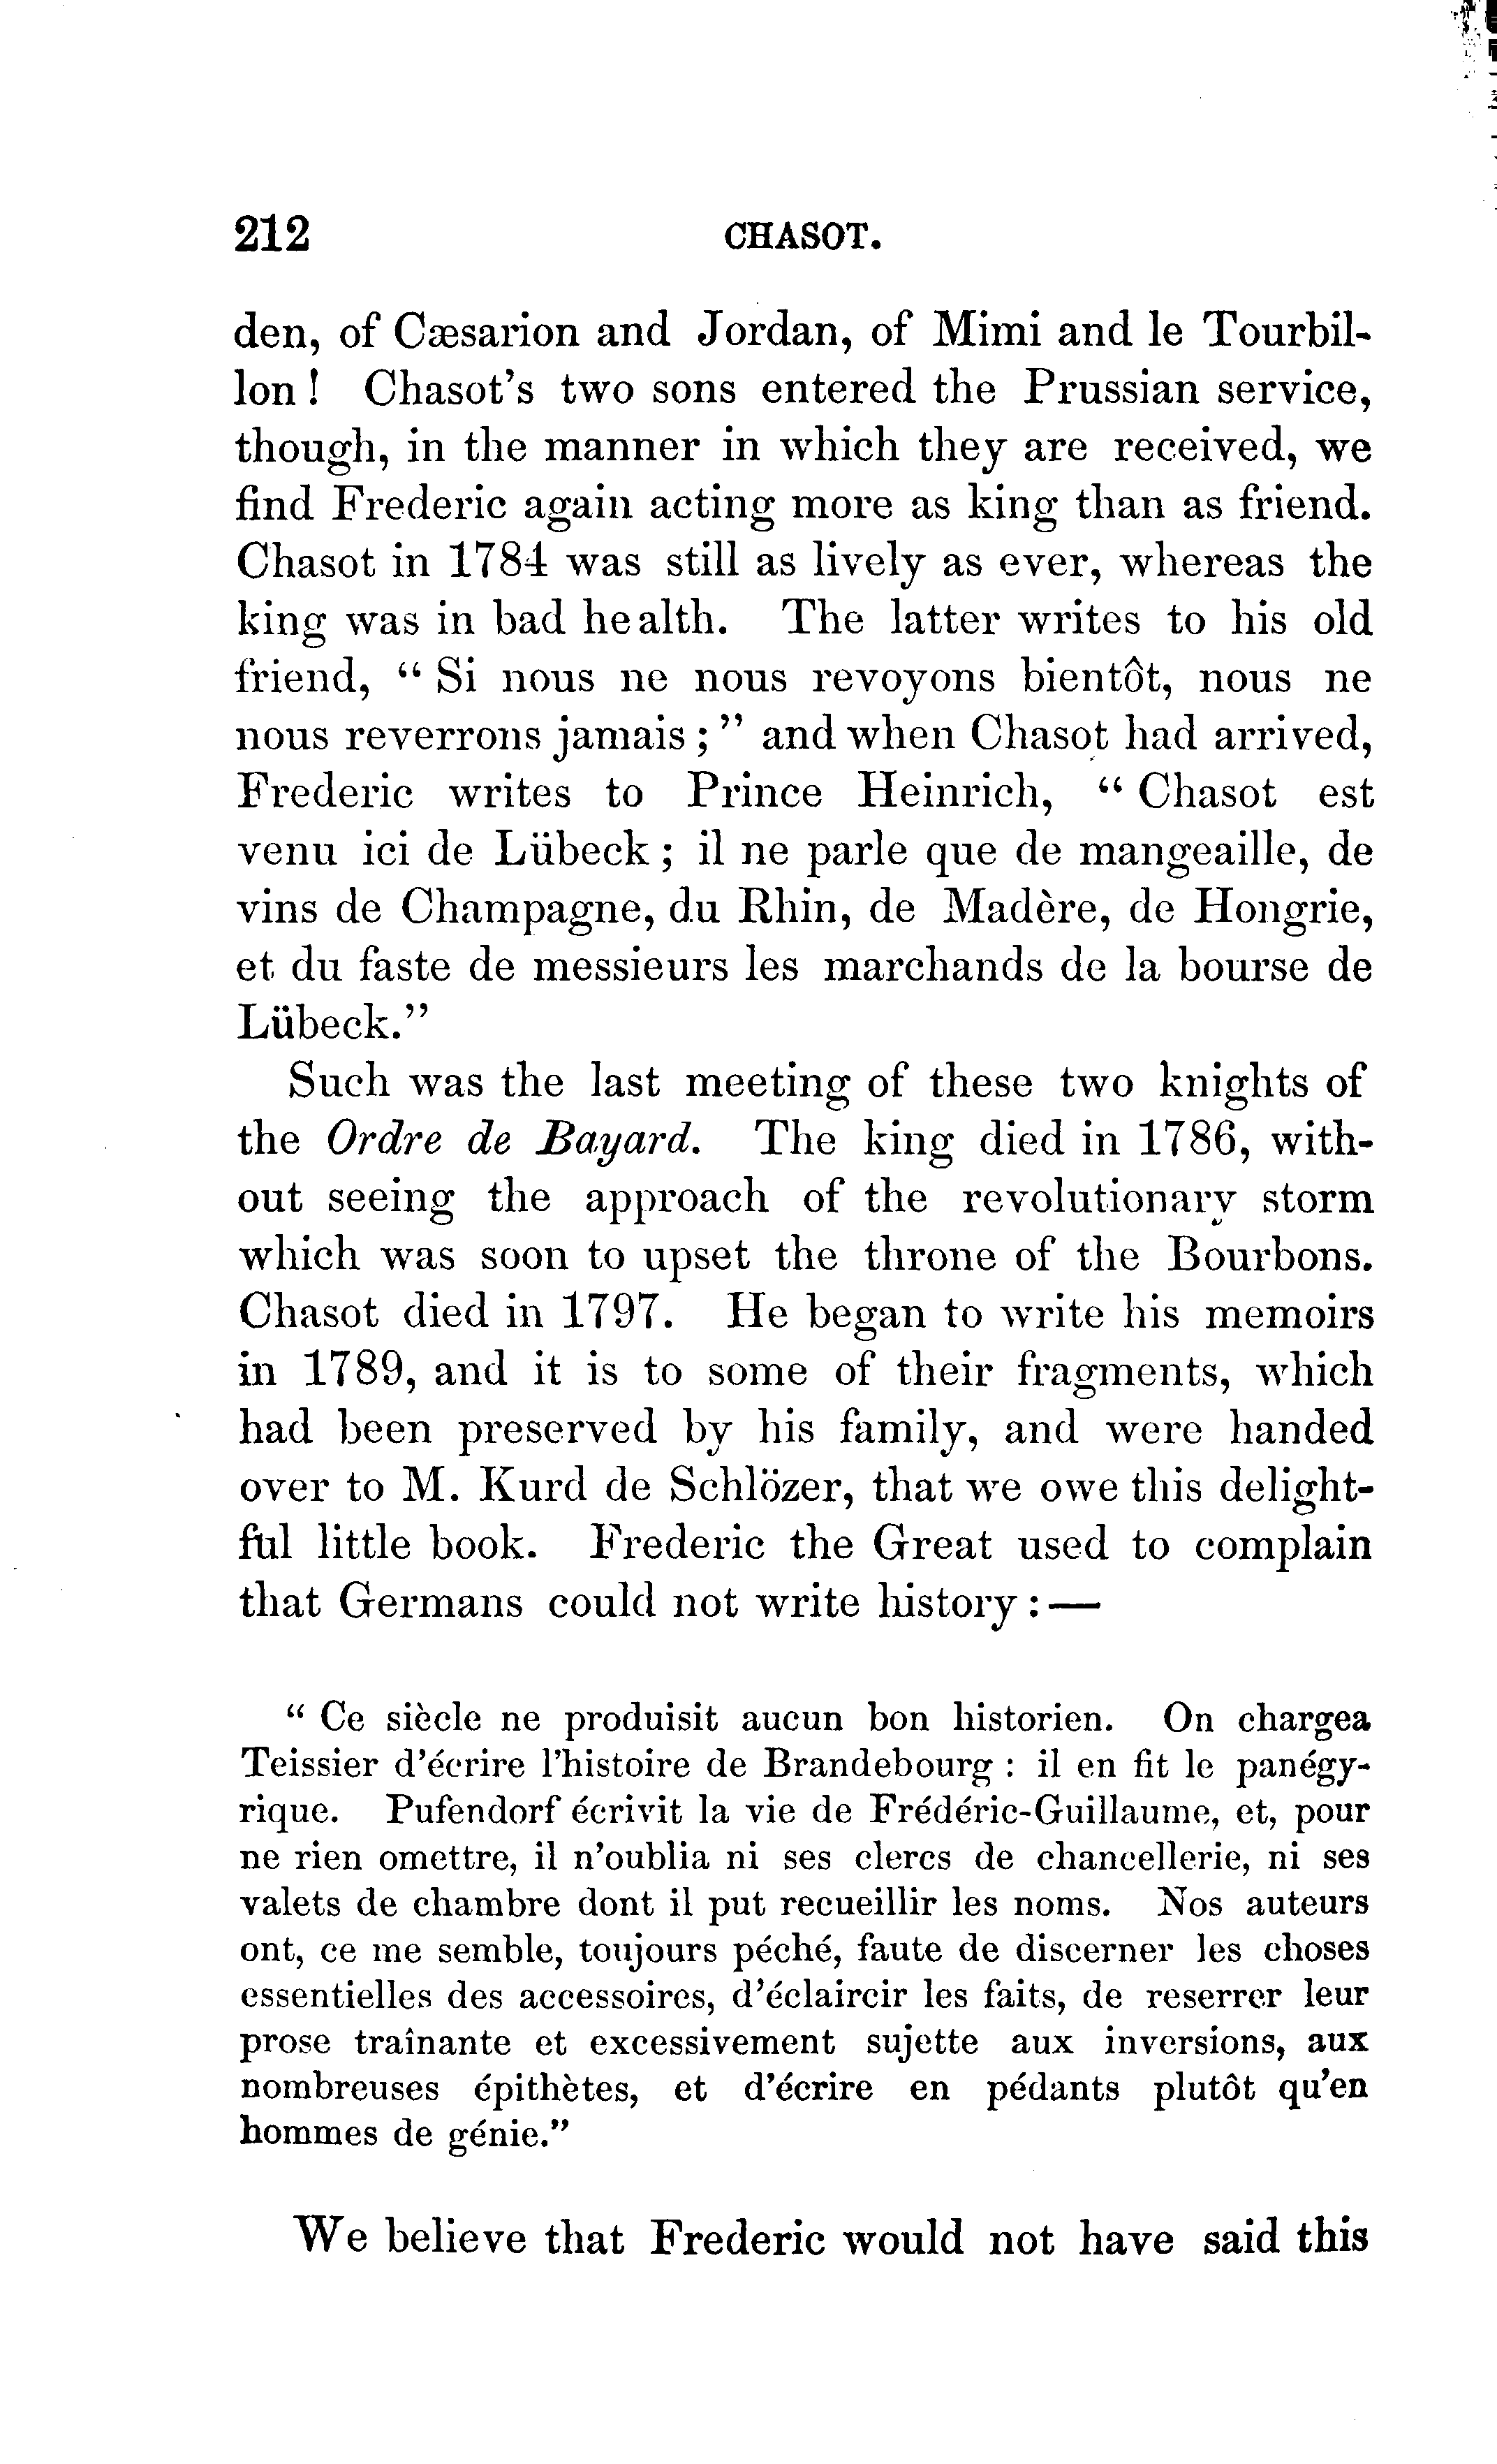 212 CHASOT.
den, of Cæsarion and Jordan, of Mimi and le Tourbil-
lon! Chasot's two sons entered the Prussian service,
though, in the manner in which they are received, we
find Frederic again acting more as king than as friend.
Chasot in 1784 was still as lively as ever, whereas the
king was in bad health. The latter writes to his old
friend, “Si nous ne nous revoyons bientôt, nous ne
nous reverrons jamais;” and when Chasot had arrived,
Frederic writes to Prince Heinrich, “Chasot est
venu ici de Lübeck; il ne parle que de mangeaille, de
vins de Champagne, du Rhin, de Madère, de Hongrie,
et du faste de messieurs les marchands de la bourse de
Lübeck.”
Such was the last meeting of these two knights of
the Ordre de Bayard. The king died in 1786, with-
out seeing the approach of the revolutionary storm
which was soon to upset the throne of the Bourbons.
Chasot died in 1797. He began to write his memoirs
in 1789, and it is to some of their fragments, which
had been preserved by his family, and were handed
over to M. Kurd de Schlözer, that we owe this delight-
ful little book. Frederic the Great used to complain
that Germans could not write history:—
“Ce siècle ne produisit aucun bon historien. On chargea
Teissier d'écrire l'histoire de Brandebourg: il en fit le panégy-
rique. Pufendorf écrivit la vie de Frédéric-Guillaume, et, pour
ne rien omettre, il n'oublia ni ses clercs de chancellerie, ni ses
valets de chambre dont il put recueillir les noms. Nos auteurs
ont, ce me semble, toujours péché, faute de discerner les choses
essentielles des accessoires, d'éclaircir les faits, de reserrer leur
prose traînante et excessivement sujette aux inversions, aux
nombreuses épithètes, et d'écrire en pédants plutôt qu'en
hommes de génie.”
We believe that Frederic would not have said this